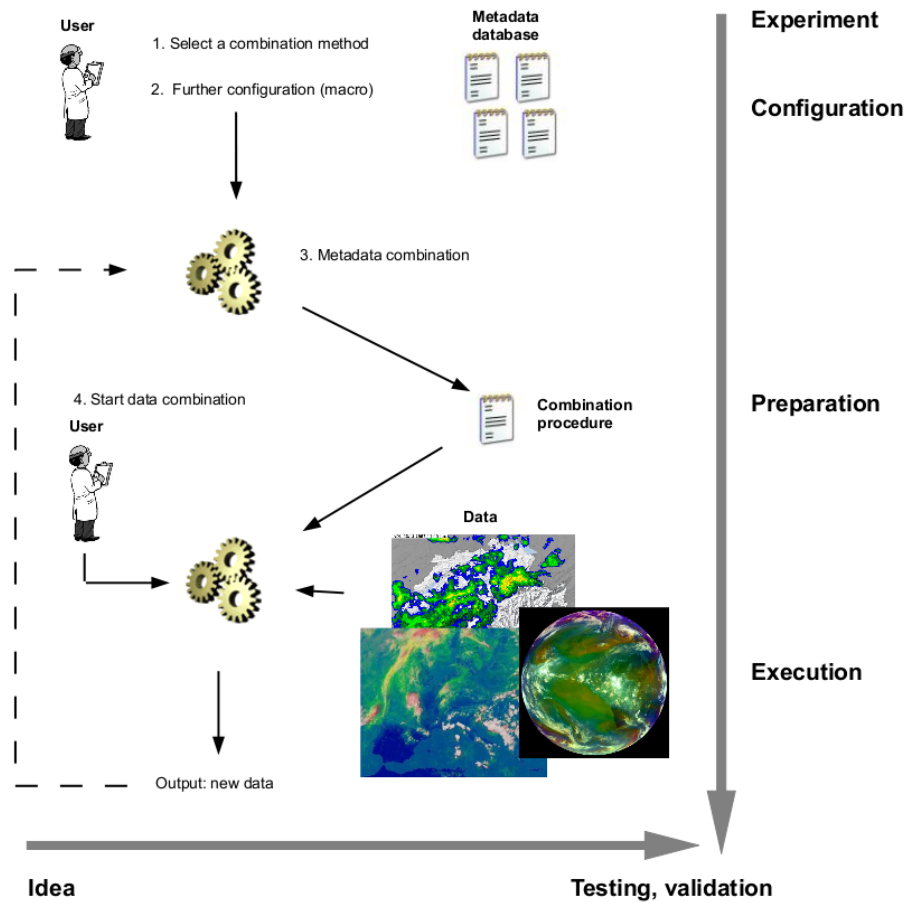 User
1. Select a combination method
2. Further configuration (macro)
Metadata
database
Experiment
Configuration
3. Metadata combination
4. Start data combination
User
Combination
procedure
Preparation
Data
Execution
Output: new data
Idea
Testing, validation